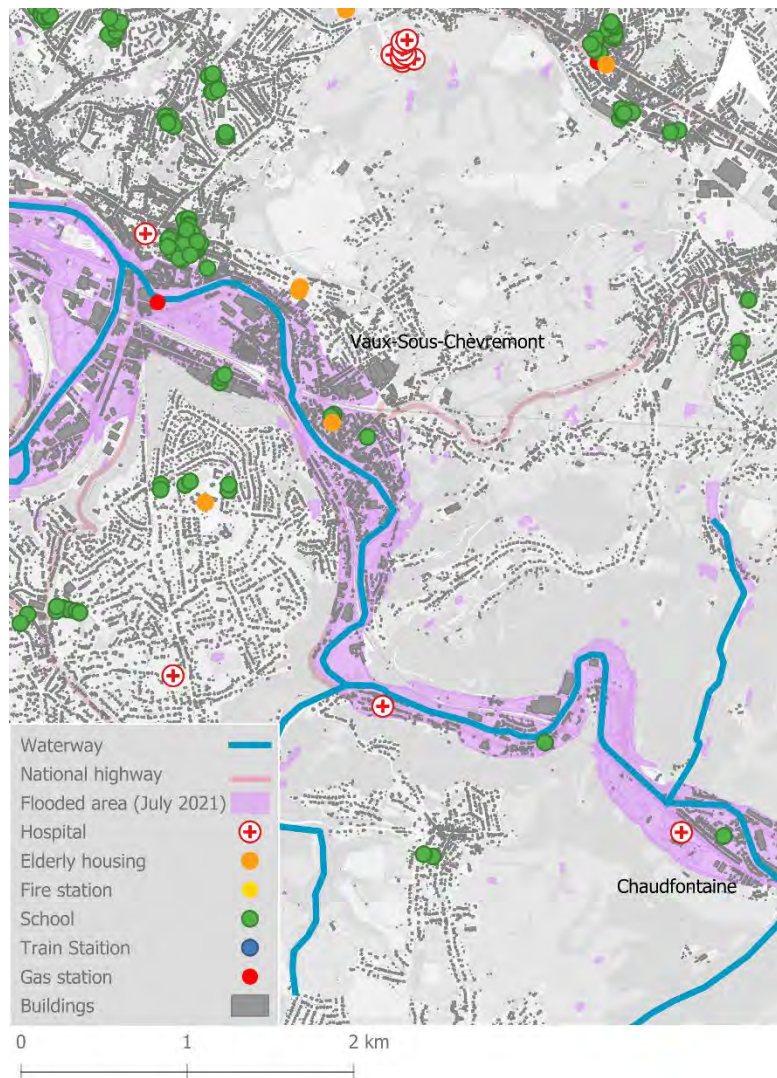 Vaux-Sous-Chèvremont
Chaudfontaine
Waterway
National highway
Flooded area (July 2021)
Hospital
Elderly housing
Fire station
School
Train Staition
Gas station
Buildings
0 1 2 km